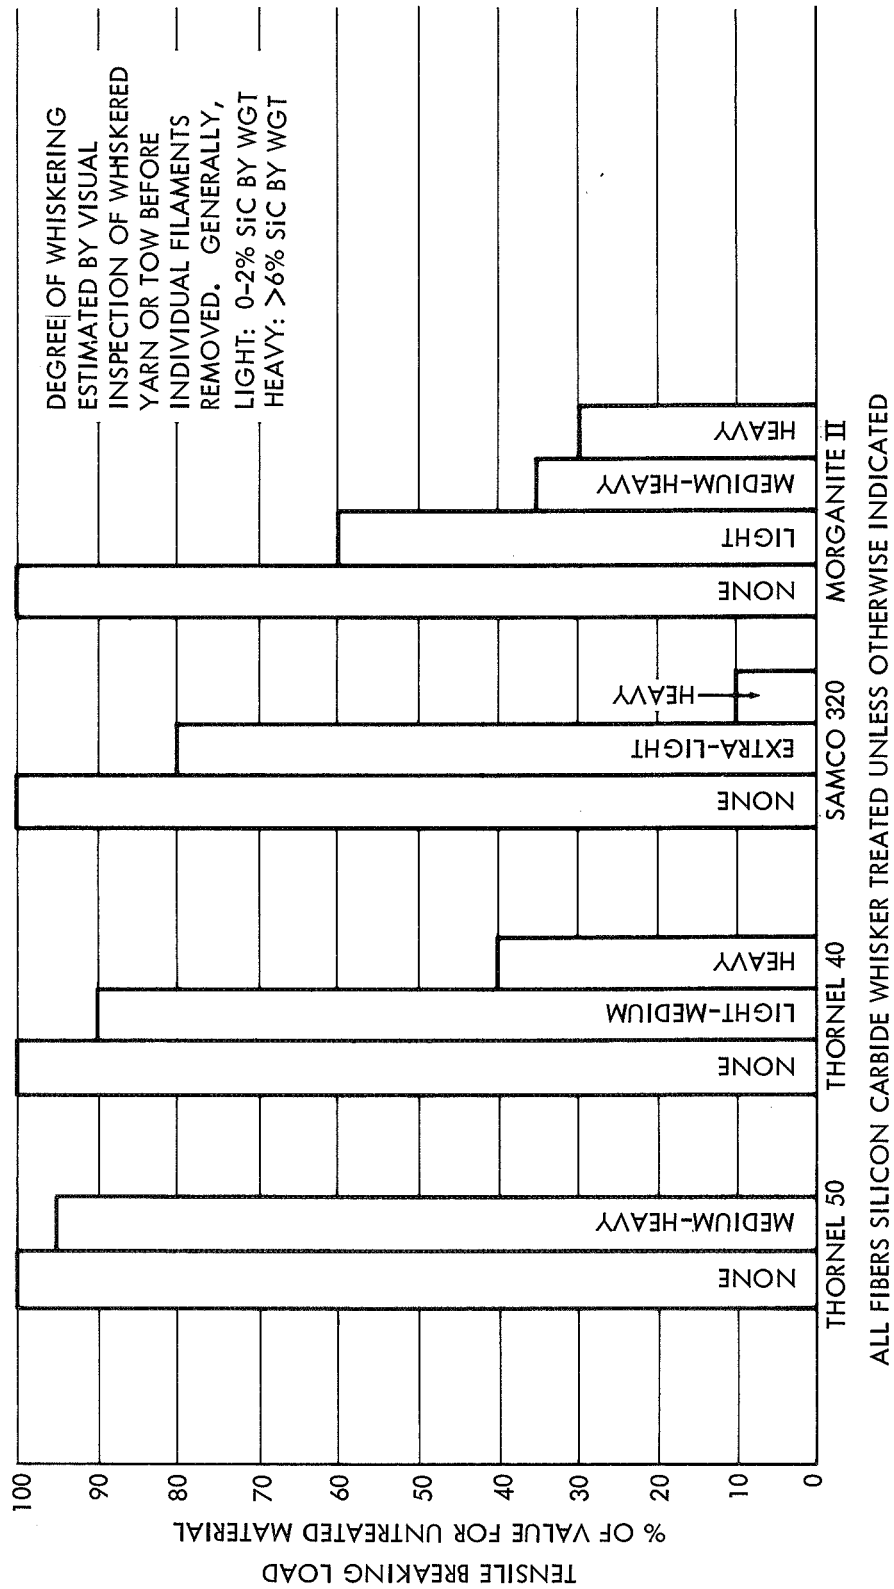 TENSILE BREAKING LOAD
% OF VALUE FOR UNTREATED MATERIAL
100
90
80
70
60
50
40
30
20
10
0
DEGREE OF WHISKERING
ESTIMATED BY VISUAL
INSPECTION OF WHISKERED
YARN OR TOW BEFORE
INDIVIDUAL FILAMENTS
REMOVED. GENERALLY,
LIGHT: 0-2% SiC BY WGT
HEAVY: >6% SiC BY WGT
NONE
MEDIUM-HEAVY
NONE
LIGHT-MEDIUM
HEAVY
NONE
EXTRA-LIGHT
HEAVY
NONE
LIGHT
MEDIUM-HEAVY
HEAVY
THORNEL 50
THORNEL 40
SAMCO 320
MORGANITE II
ALL FIBERS SILICON CARBIDE WHISKER TREATED UNLESS OTHERWISE INDICATED